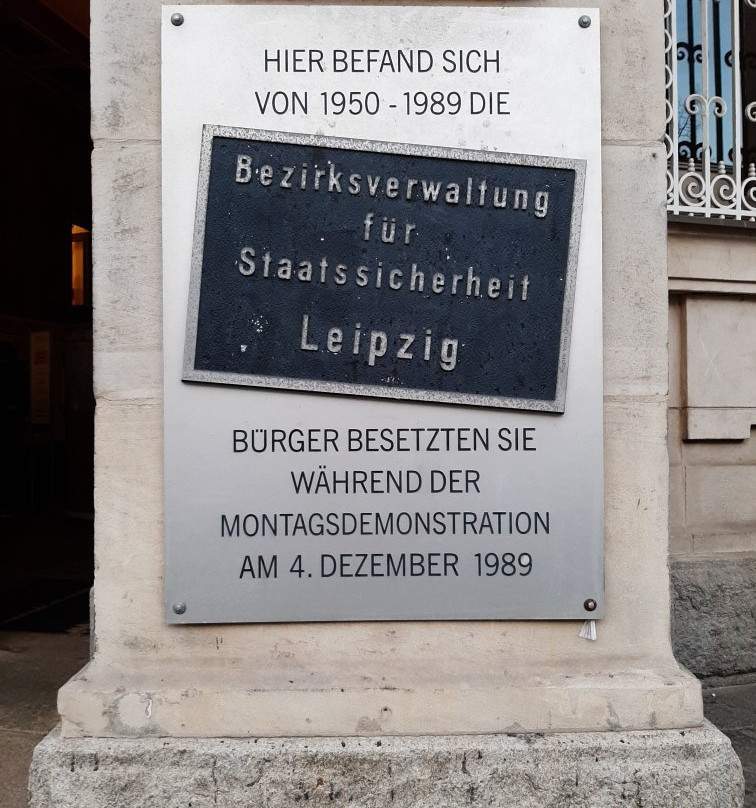 HIER BEFAND SICH
VON 1950 - 1989 DIE
Bezirksverwaltung
für
Staatssicherheit
Leipzig
BÜRGER BESETZTEN SIE
WÄHREND DER
MONTAGSDEMONSTRATION
AM 4. DEZEMBER 1989